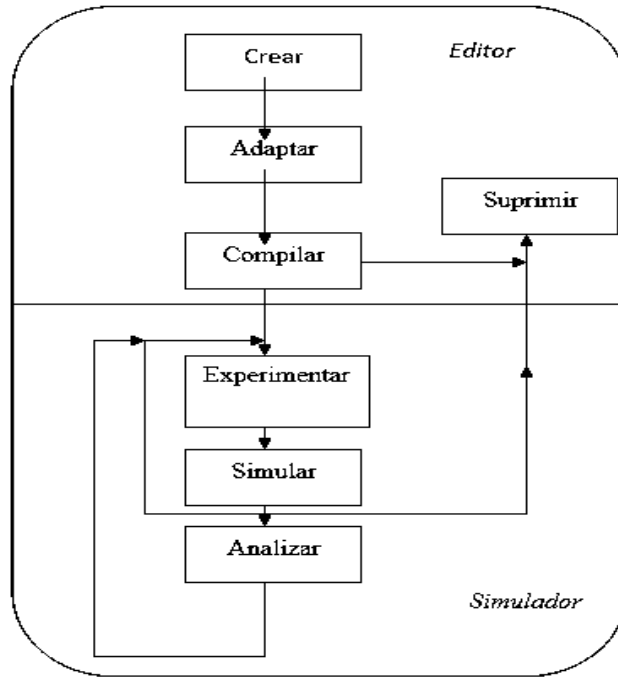 Crear
Editor
Adaptar
Suprimir
Compilar
Experimentar
Simular
Analizar
Simulador